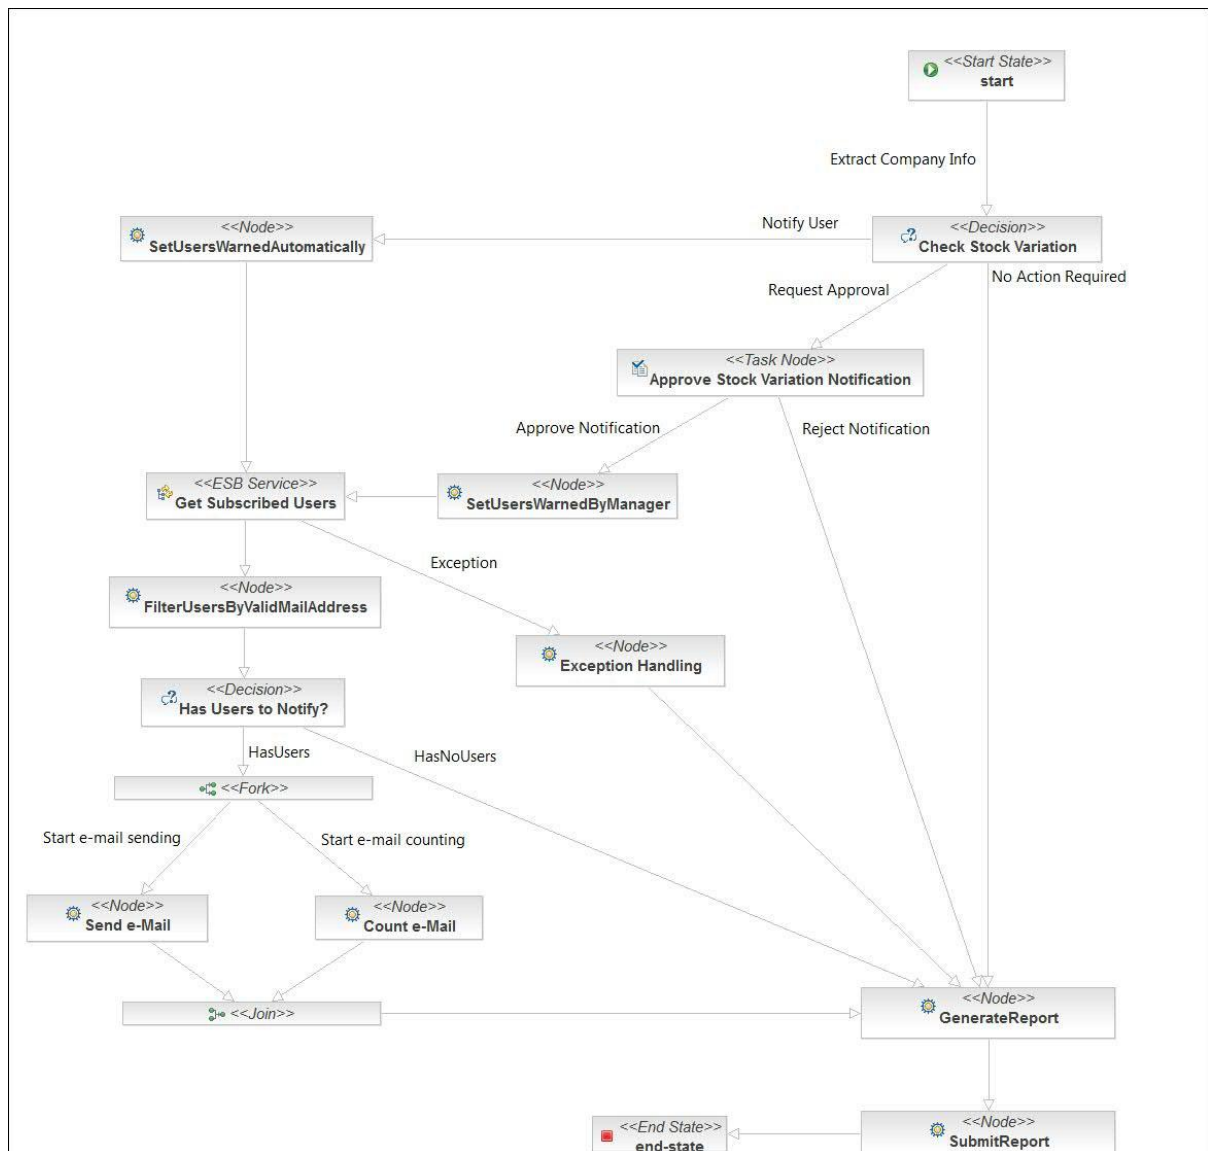 <<Start State>>
start
Extract Company Info
<<Node>>
SetUsersWarnedAutomatically
Notify User
<<Decision>>
Check Stock Variation
No Action Required
Request Approval
<<Task Node>>
Approve Stock Variation Notification
Approve Notification
Reject Notification
<<ESB Service>>
Get Subscribed Users
<<Node>>
SetUsersWarnedByManager
Exception
<<Node>>
FilterUsersByValidMailAddress
<<Node>>
Exception Handling
<<Decision>>
Has Users to Notify?
HasUsers
HasNoUsers
<<Fork>>
Start e-mail sending
Start e-mail counting
<<Node>>
Send e-Mail
<<Node>>
Count e-Mail
<<Join>>
<<Node>>
GenerateReport
<<End State>>
end-state
<<Node>>
SubmitReport